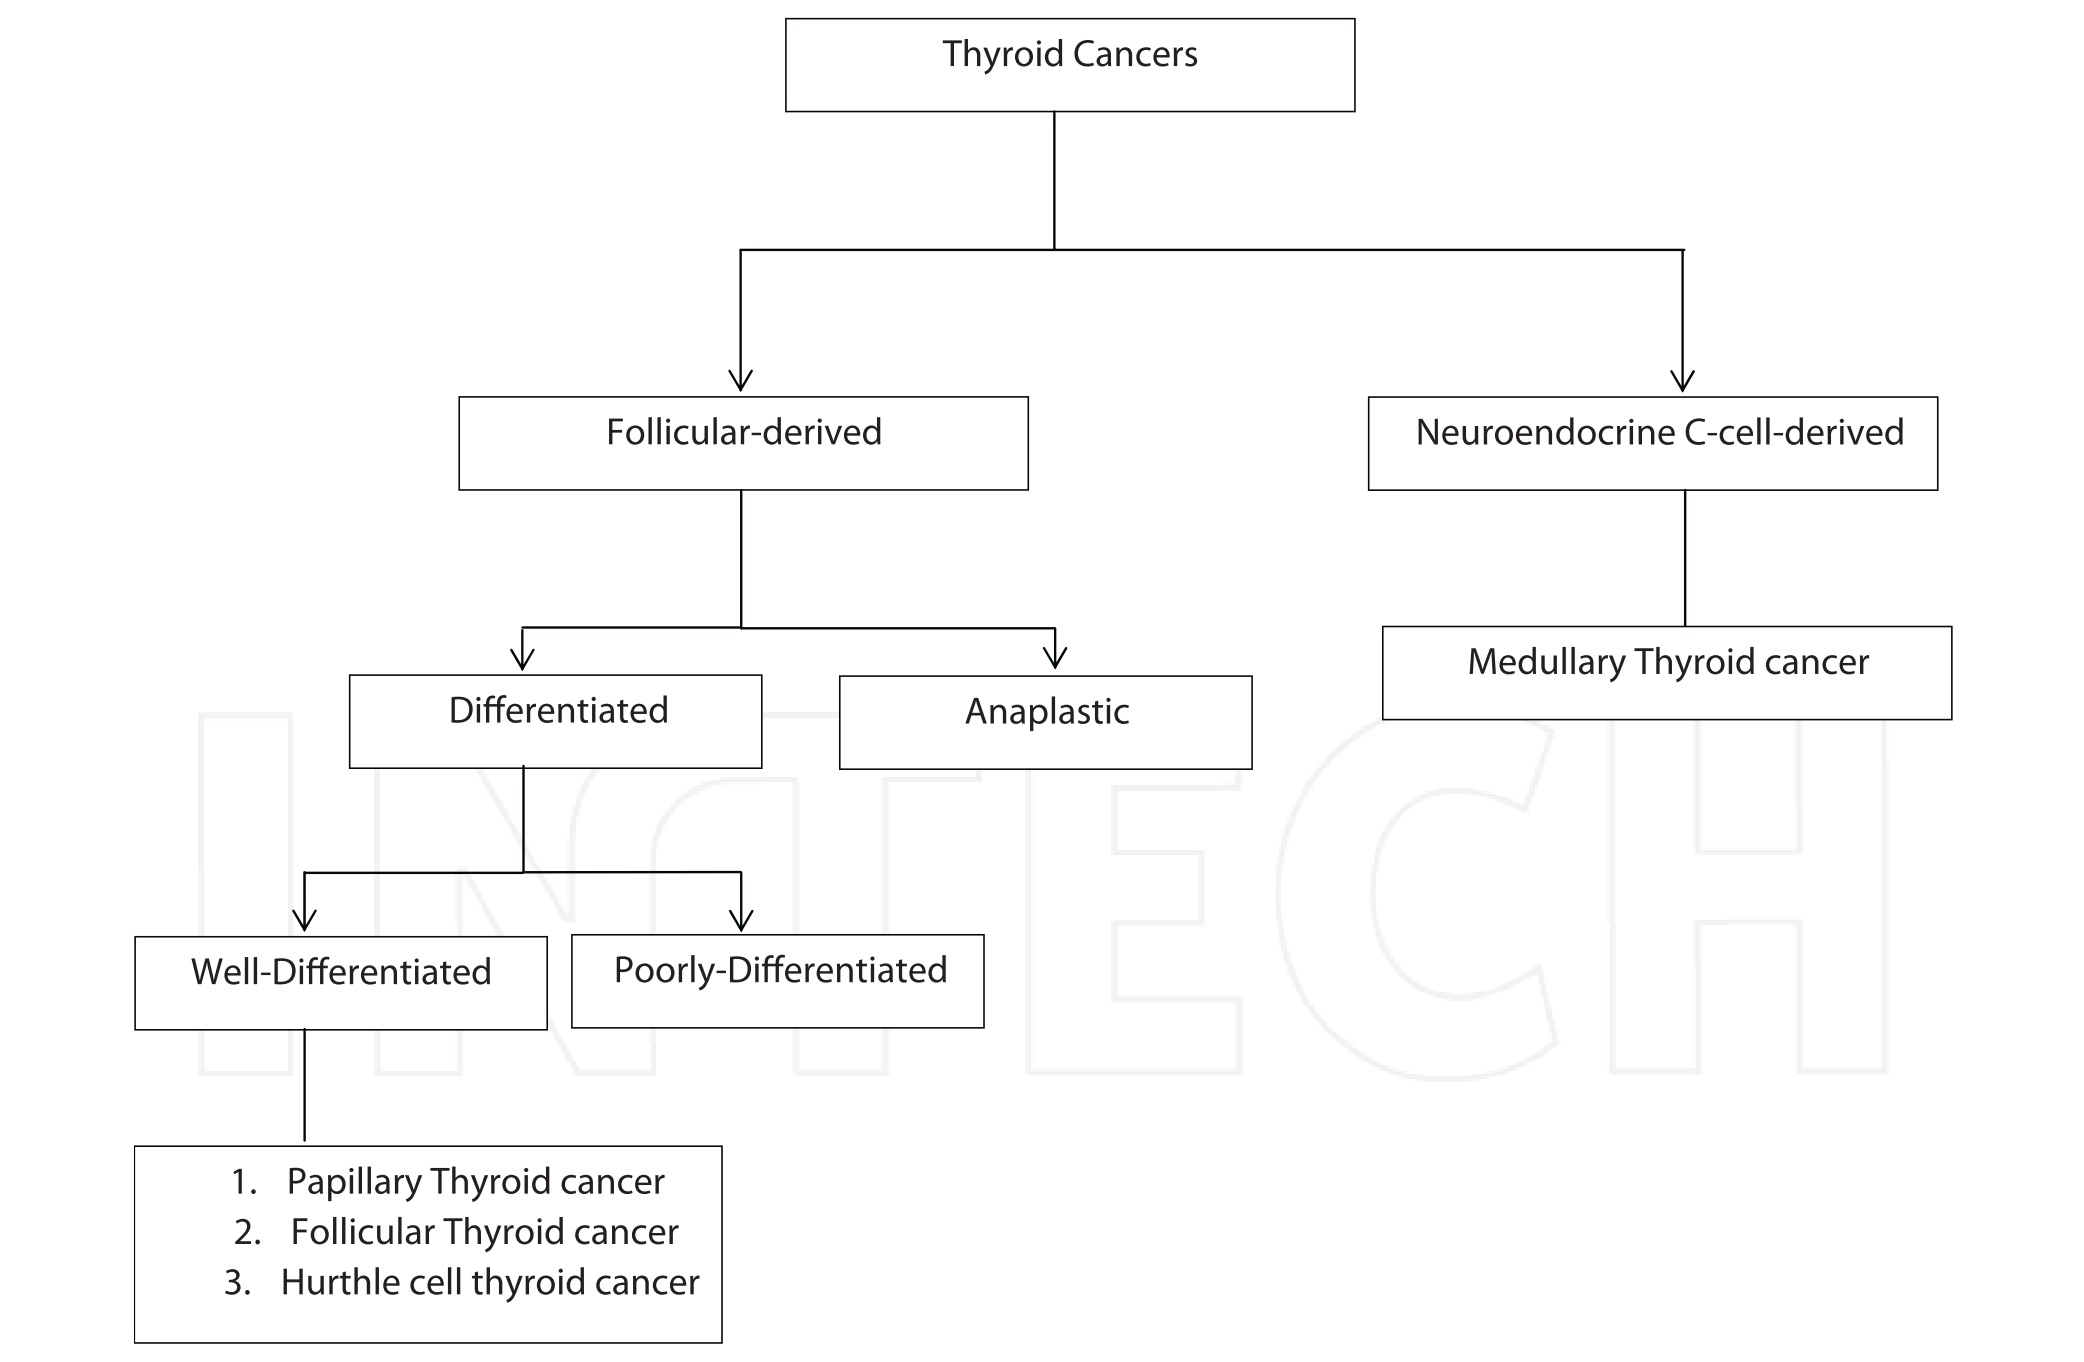 Thyroid Cancers
Follicular-derived
Neuroendocrine C-cell-derived
Medullary Thyroid cancer
Differentiated
Anaplastic
Well-Differentiated
Poorly-Differentiated
1. Papillary Thyroid cancer
2. Follicular Thyroid cancer
3. Hurthle cell thyroid cancer
INTECH